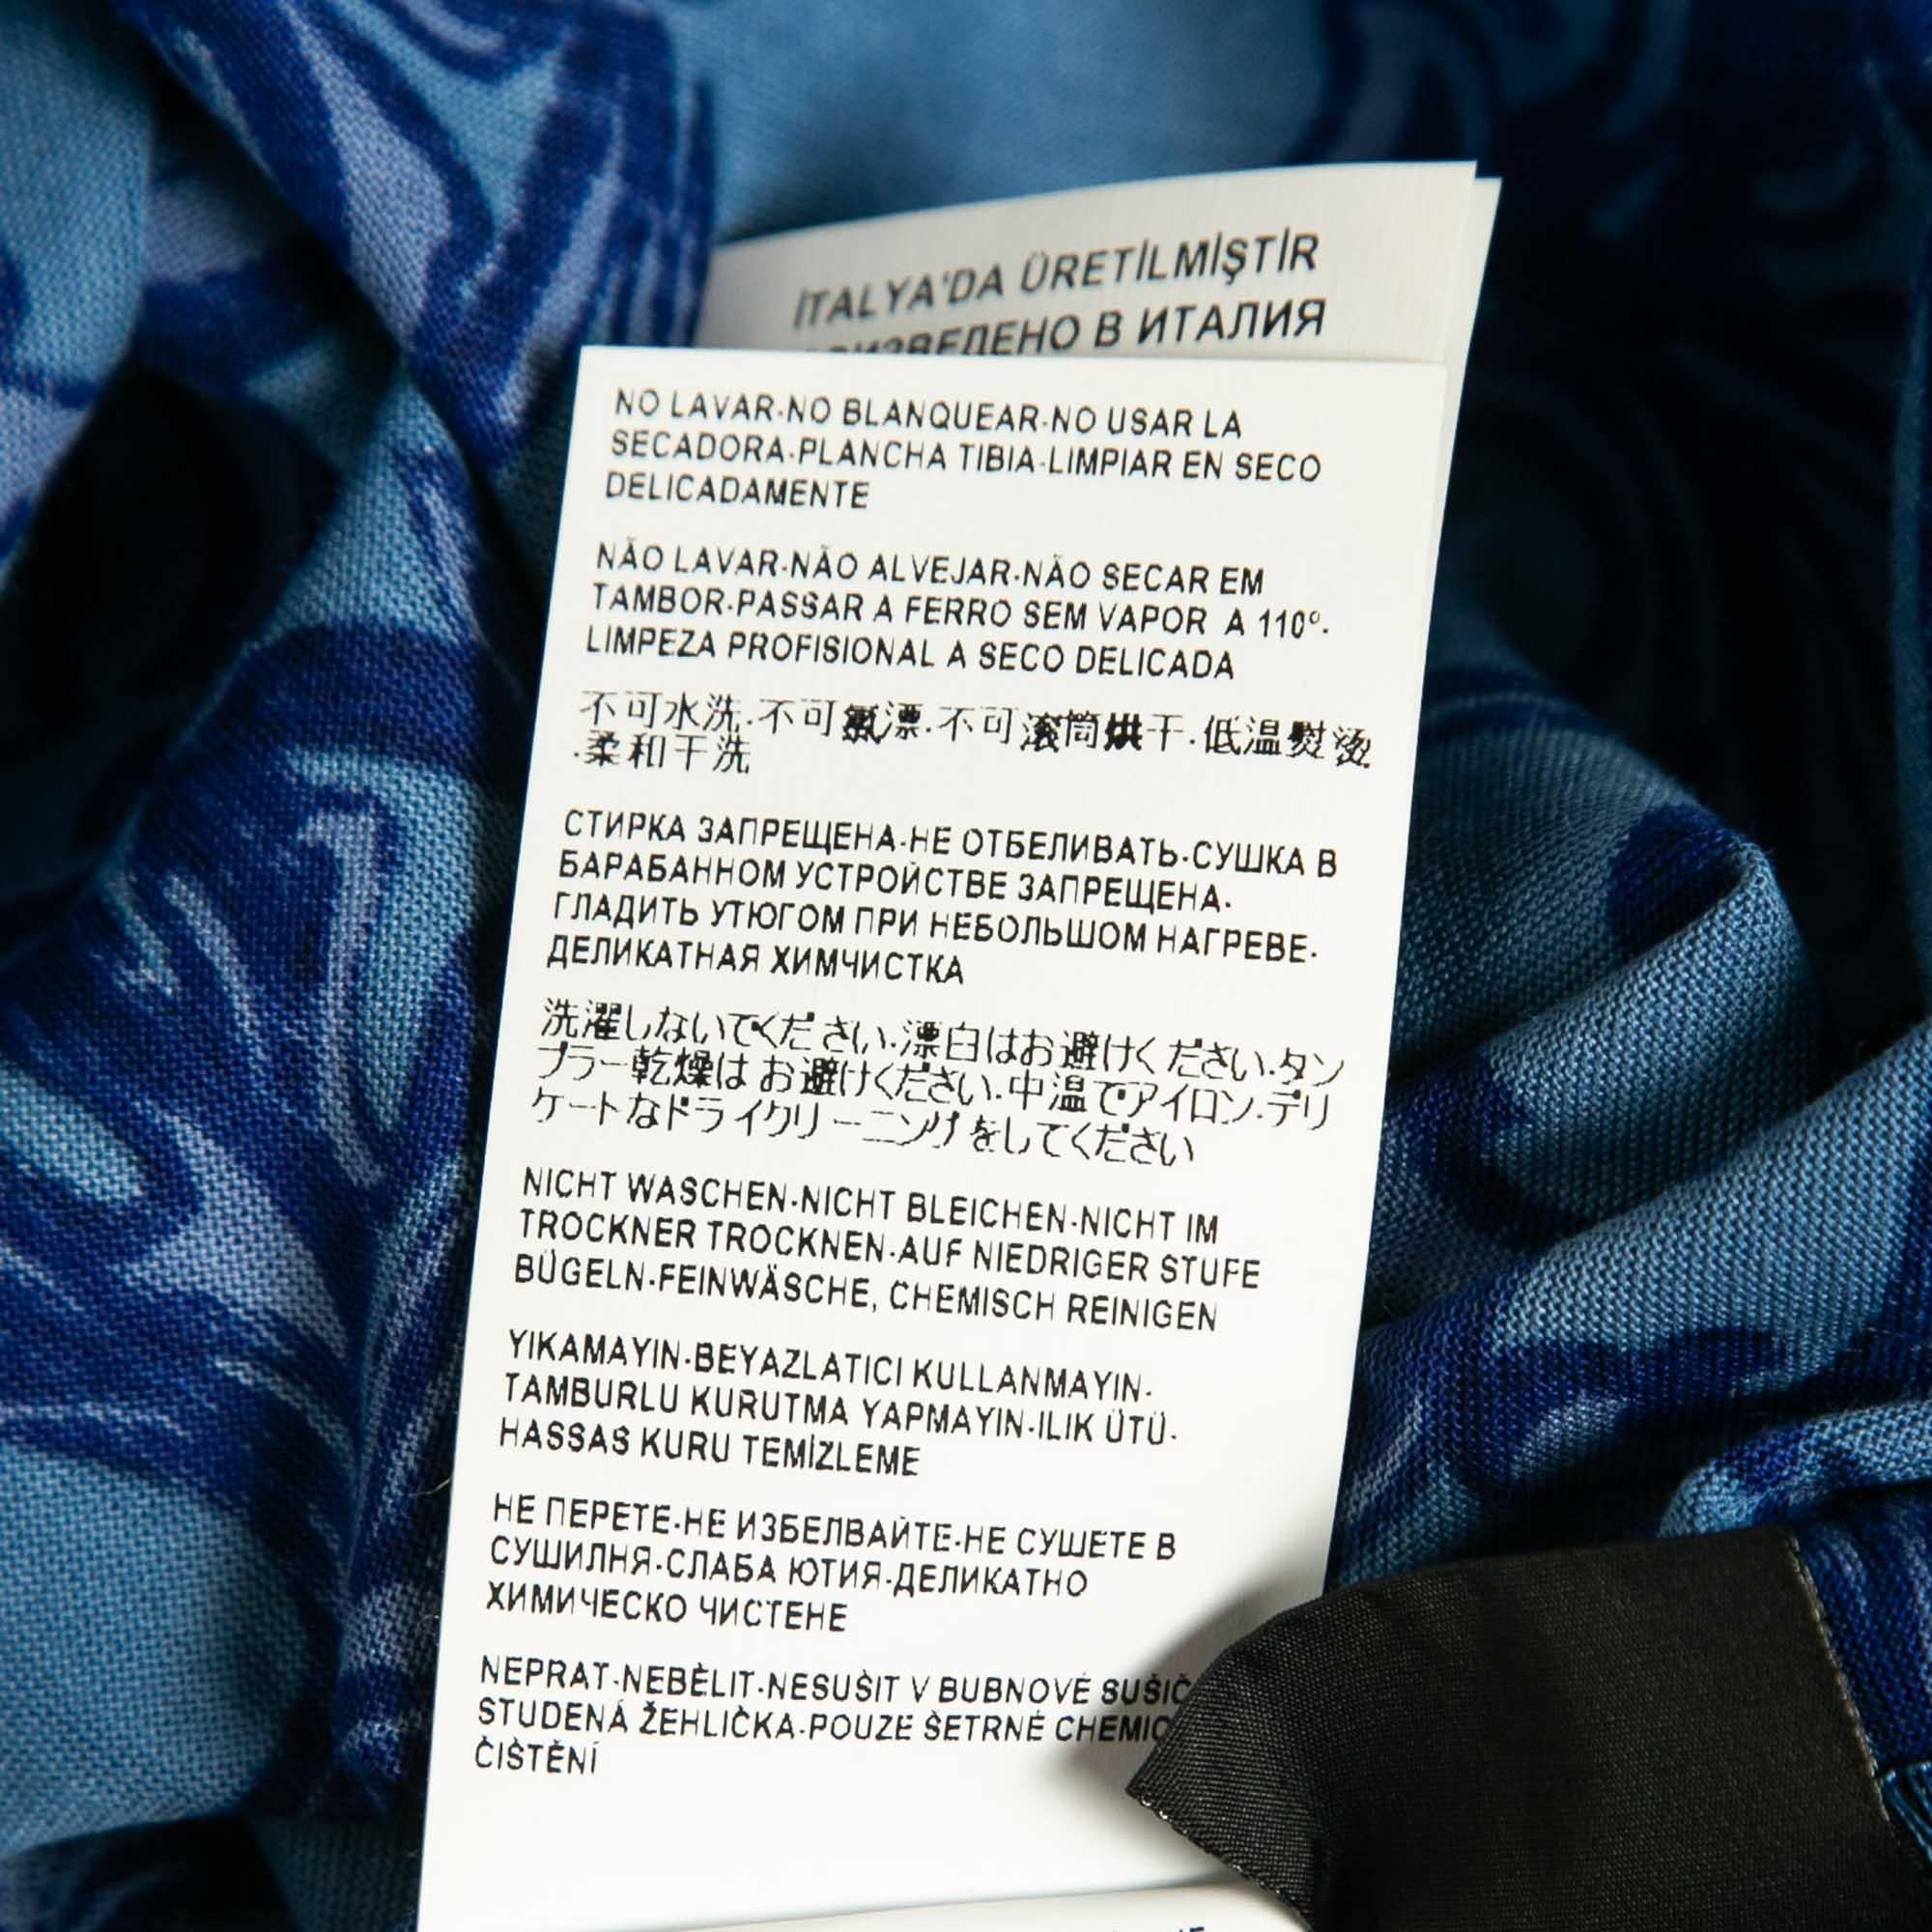 İTALYA'DA ÜRETİLMİŞTİR
В ИТАЛИЯ
NO LAVAR-NO BLANQUEAR-NO USAR LA
SECADORA-PLANCHA TIBIA-LIMPIAR EN SECO
DELICADAMENTE
NÃO LAVAR-NÃO ALVEJAR-NÃO SECAR EM
TAMBOR-PASSAR A FERRO SEM VAPOR A 110º-
LIMPEZA PROFISIONAL A SECO DELICADA
不可水洗.不可氯漂.不可滚筒烘干.低温熨烫
.柔和干洗
СТИРКА ЗАПРЕЩЕНА-НЕ ОТБЕЛИВАТЬ-СУШКА В
БАРАБАННОМ УСТРОЙСТВЕ ЗАПРЕЩЕНА-
ГЛАДИТЬ УТЮГОМ ПРИ НЕБОЛЬШОМ НАГРЕВЕ-
ДЕЛИКАТНАЯ ХИМЧИСТКА
洗濯しないでください.漂白はお避けください.タン
ブラー乾燥はお避けください.中温でアイロン.デリ
ケートなドライクリーニングをしてください
NICHT WASCHEN-NICHT BLEICHEN-NICHT IM
TROCKNER TROCKNEN-AUF NIEDRIGER STUFE
BÜGELN-FEINWÄSCHE, CHEMISCH REINIGEN
YIKAMAYIN-BEYAZLATICI KULLANMAYIN-
TAMBURLU KURUTMA YAPMAYIN-ILIK ÜTÜ-
HASSAS KURU TEMİZLEME
НЕ ПЕРЕТЕ-НЕ ИЗБЕЛВАЙТЕ-НЕ СУШЕТЕ В
СУШИЛНЯ-СЛАБА ЮТИЯ-ДЕЛИКАТНО
ХИМИЧЕСКО ЧИСТЕНЕ
NEPRAT-NEBĚLIT-NESUŠIT V BUBNOVÉ
STUDENÁ ŽEHLIČKA-POUZE ŠETRNÉ
ČIŠTĚNÍ